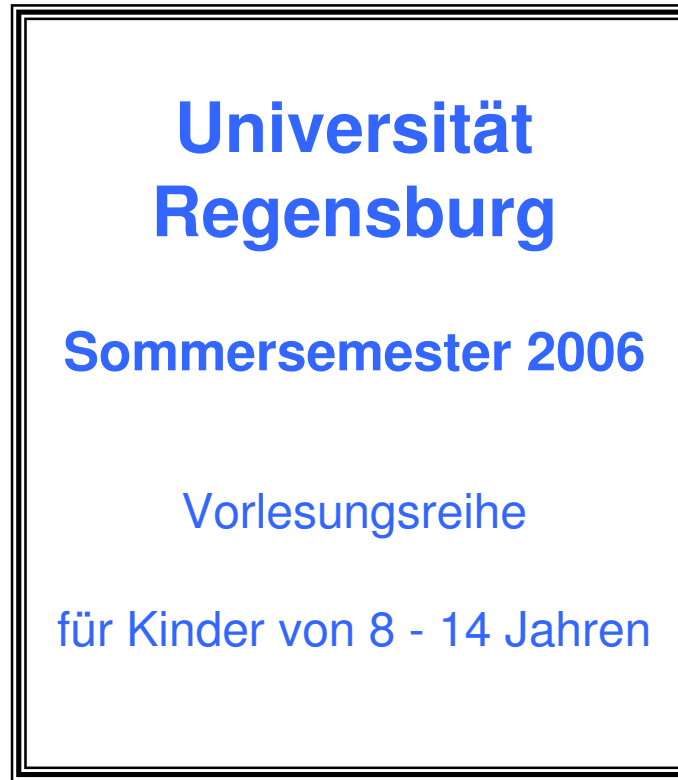 Universität
Regensburg
Sommersemester 2006
Vorlesungsreihe
für Kinder von 8 - 14 Jahren